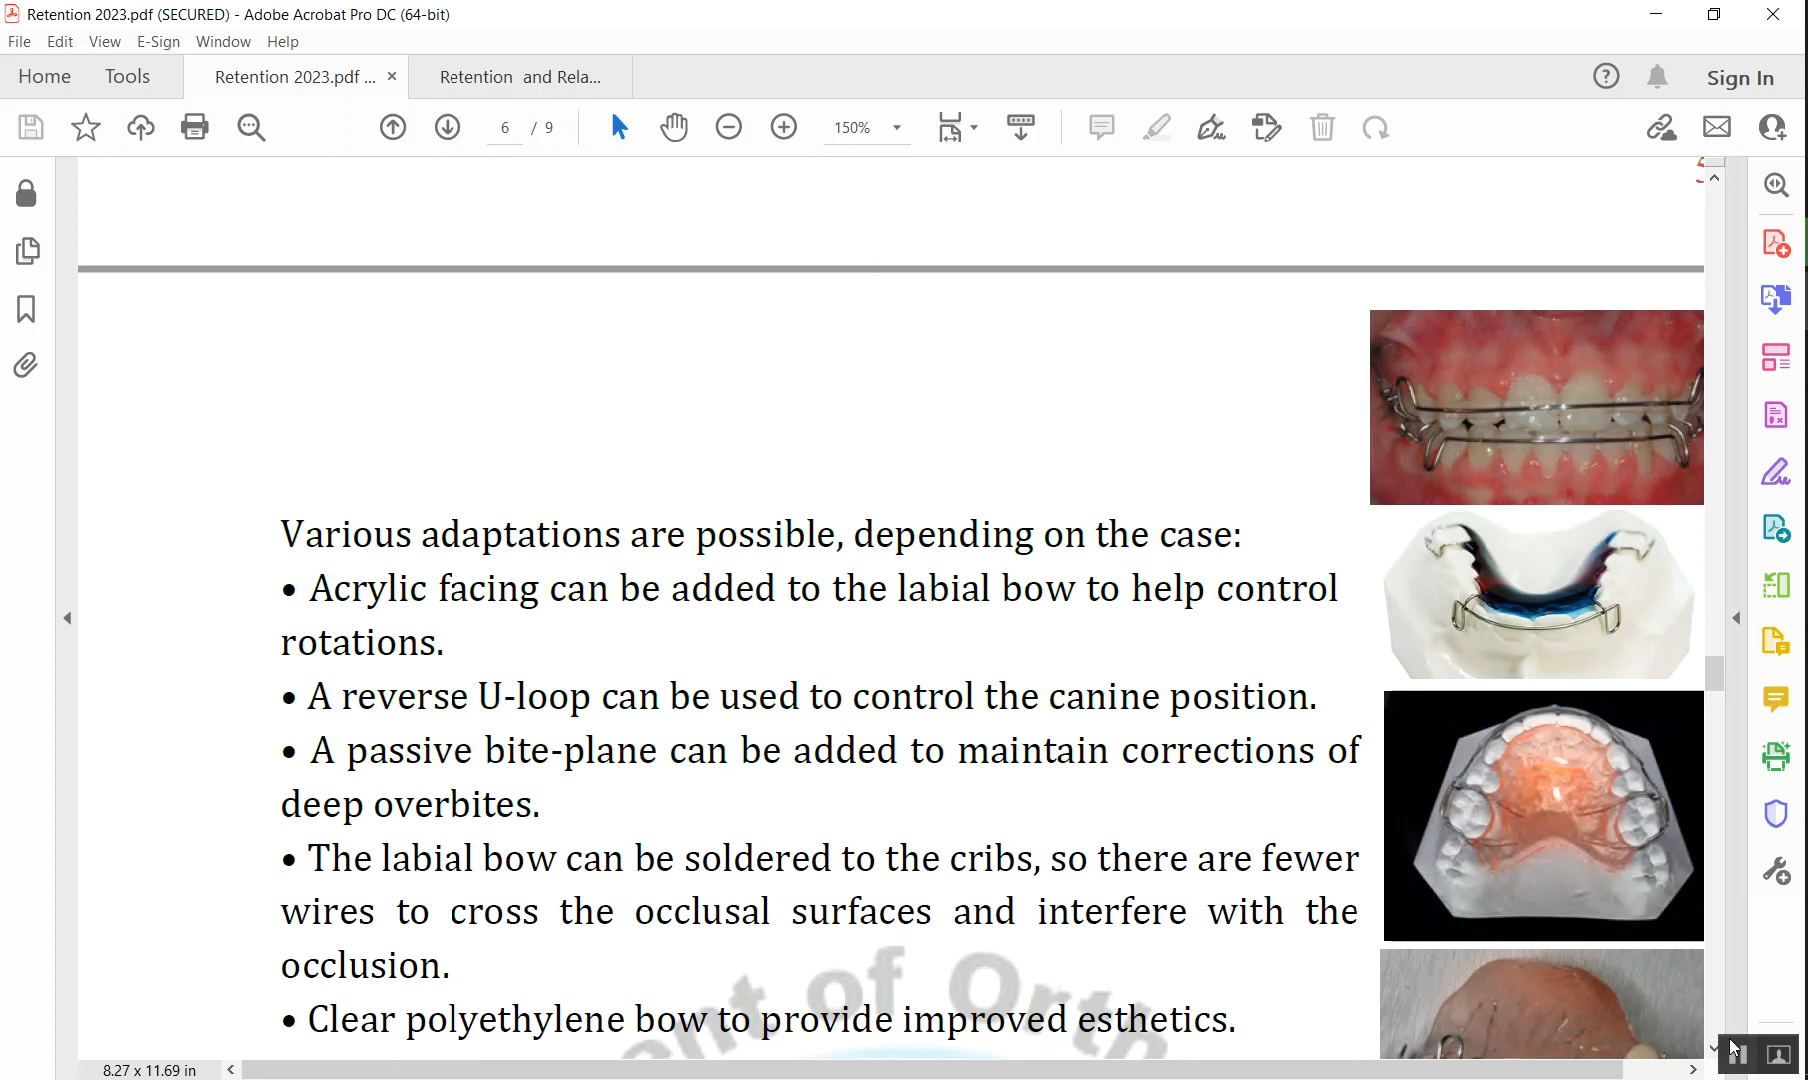 Retention 2023.pdf (SECURED) - Adobe Acrobat Pro DC (64-bit)
File Edit View E-Sign Window Help
Home Tools Retention 2023.pdf ... × Retention and Rela... Sign In
6 / 9 150%
Various adaptations are possible, depending on the case:
• Acrylic facing can be added to the labial bow to help control
rotations.
• A reverse U-loop can be used to control the canine position.
• A passive bite-plane can be added to maintain corrections of
deep overbites.
• The labial bow can be soldered to the cribs, so there are fewer
wires to cross the occlusal surfaces and interfere with the
occlusion.
• Clear polyethylene bow to provide improved esthetics.
8.27 x 11.69 in